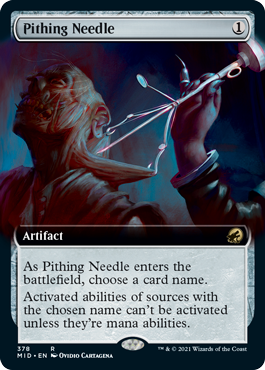 Pithing Needle 1
Artifact
As Pithing Needle enters the
battlefield, choose a card name.
Activated abilities of sources with
the chosen name can't be activated
unless they're mana abilities.
378 R
MID • EN OVIDIO CARTAGENA
™ & © 2021 Wizards of the Coast